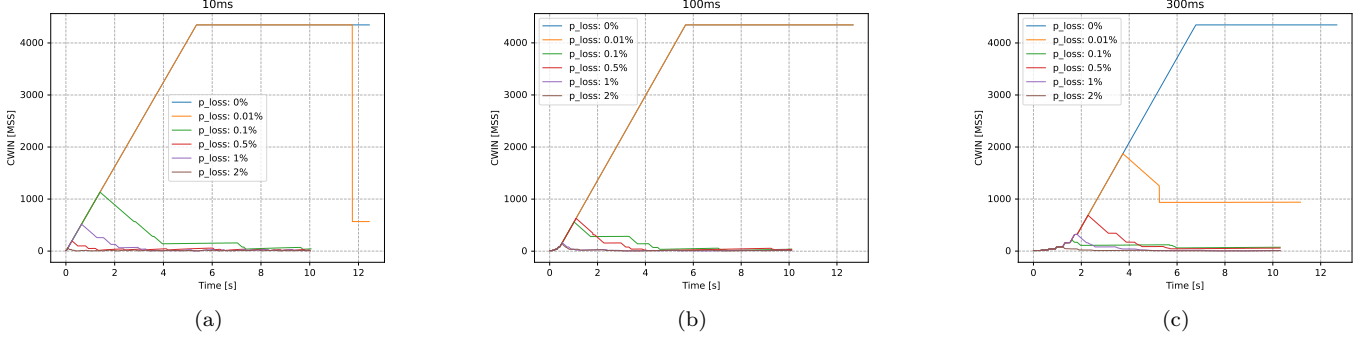 10ms
4000
3000
2000
1000
0
CWIN [MSS]
p_loss: 0%
p_loss: 0.01%
p_loss: 0.1%
p_loss: 0.5%
p_loss: 1%
p_loss: 2%
0 2 4 6 8 10 12
Time [s]
(a)
100ms
4000
3000
2000
1000
0
CWIN [MSS]
p_loss: 0%
p_loss: 0.01%
p_loss: 0.1%
p_loss: 0.5%
p_loss: 1%
p_loss: 2%
0 2 4 6 8 10 12
Time [s]
(b)
300ms
4000
3000
2000
1000
0
CWIN [MSS]
p_loss: 0%
p_loss: 0.01%
p_loss: 0.1%
p_loss: 0.5%
p_loss: 1%
p_loss: 2%
0 2 4 6 8 10 12
Time [s]
(c)